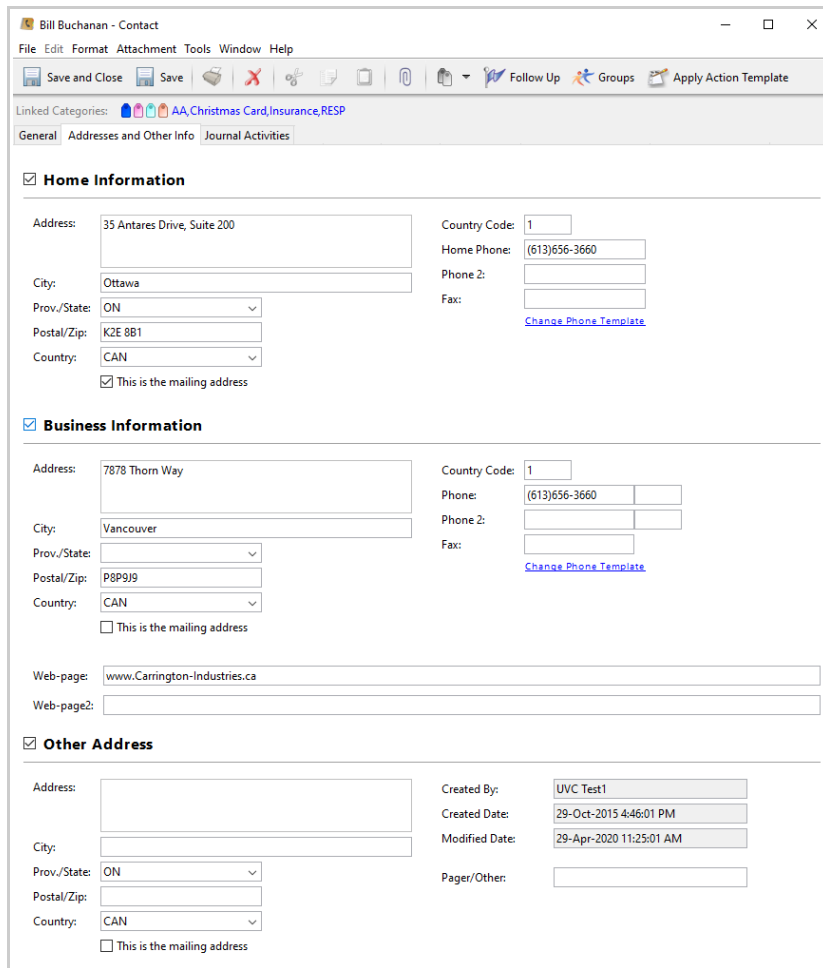 Bill Buchanan - Contact
File Edit Format Attachment Tools Window Help
Save and Close Save Follow Up Groups Apply Action Template
Linked Categories: AA,Christmas Card,Insurance,RESP
General Addresses and Other Info Journal Activities
Home Information
Address: 35 Antares Drive, Suite 200 Country Code: 1
Home Phone: (613)656-3660
Phone 2:
City: Ottawa
Fax:
Prov./State: ON
Change Phone Template
Postal/Zip: K2E 8B1
Country: CAN
This is the mailing address
Business Information
Address: 7878 Thorn Way Country Code: 1
Phone: (613)656-3660
Phone 2:
City: Vancouver
Fax:
Prov./State:
Change Phone Template
Postal/Zip: P8P9J9
Country: CAN
This is the mailing address
Web-page: www.Carrington-Industries.ca
Web-page2:
Other Address
Address: Created By: UVC Test1
Created Date: 29-Oct-2015 4:46:01 PM
Modified Date: 29-Apr-2020 11:25:01 AM
City:
Prov./State: ON Pager/Other:
Postal/Zip:
Country: CAN
This is the mailing address